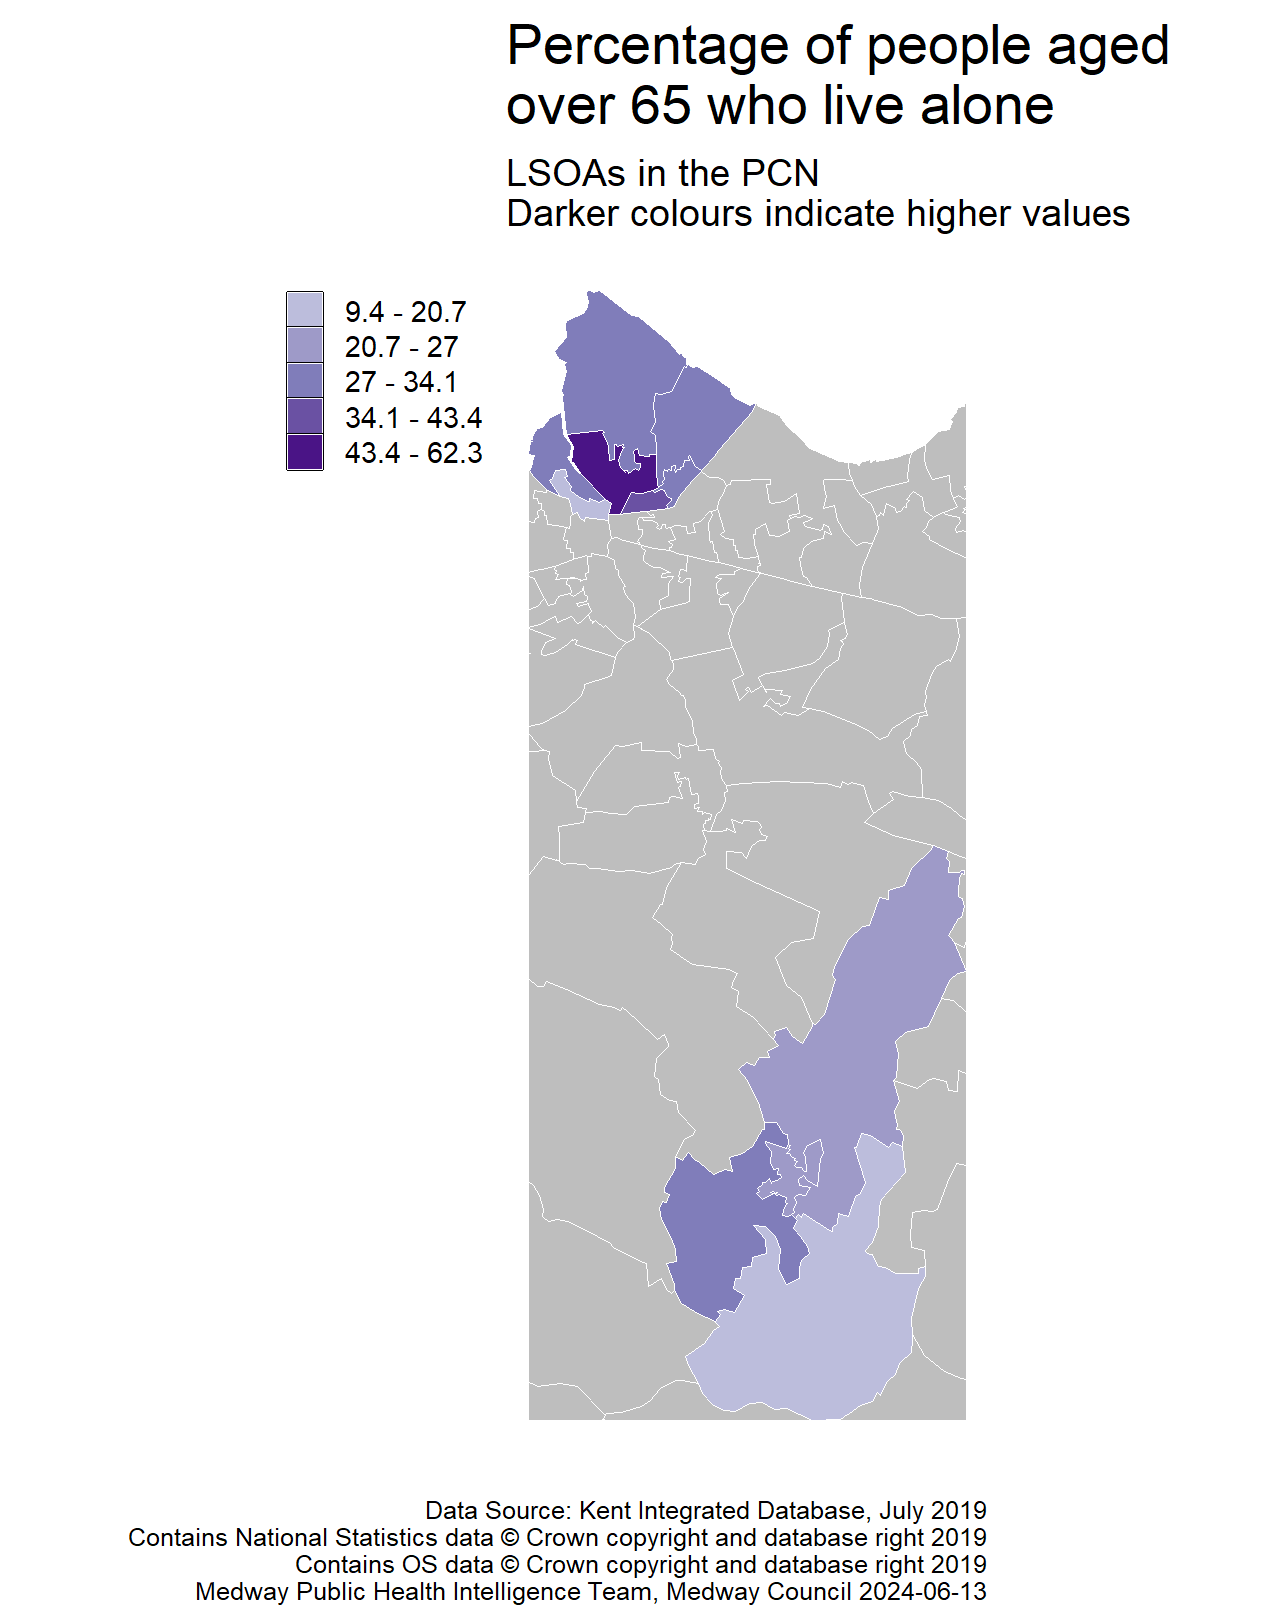 Percentage of people aged
over 65 who live alone
LSOAs in the PCN
Darker colours indicate higher values
9.4 - 20.7
20.7 - 27
27 - 34.1
34.1 - 43.4
43.4 - 62.3
Data Source: Kent Integrated Database, July 2019
Contains National Statistics data © Crown copyright and database right 2019
Contains OS data © Crown copyright and database right 2019
Medway Public Health Intelligence Team, Medway Council 2024-06-13